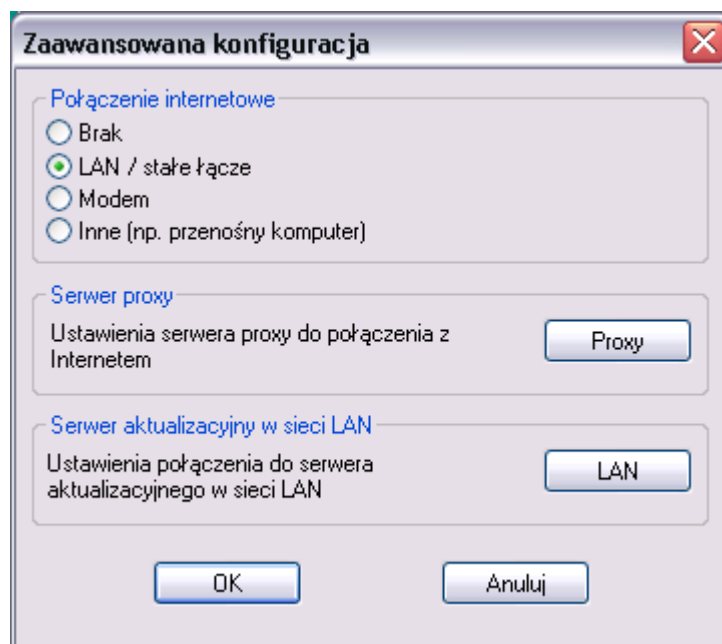 Zaawansowana konfiguracja
Połączenie internetowe
Brak
LAN / stałe łącze
Modem
Inne (np. przenośny komputer)
Serwer proxy
Ustawienia serwera proxy do połączenia z
Internetem
Proxy
Serwer aktualizacyjny w sieci LAN
Ustawienia połączenia do serwera
aktualizacyjnego w sieci LAN
LAN
OK
Anuluj